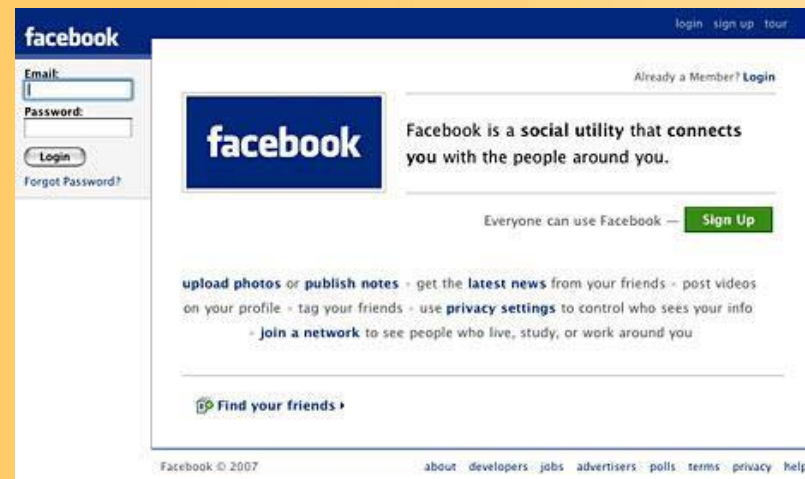 login sign up tour
facebook
Email:
Password:
Login
Forgot Password?
Already a Member? Login
facebook
Facebook is a social utility that connects
you with the people around you.
Everyone can use Facebook — Sign Up
upload photos or publish notes - get the latest news from your friends - post videos
on your profile - tag your friends - use privacy settings to control who sees your info
- join a network to see people who live, study, or work around you
Find your friends
Facebook © 2007
about developers jobs advertisers polls terms privacy help